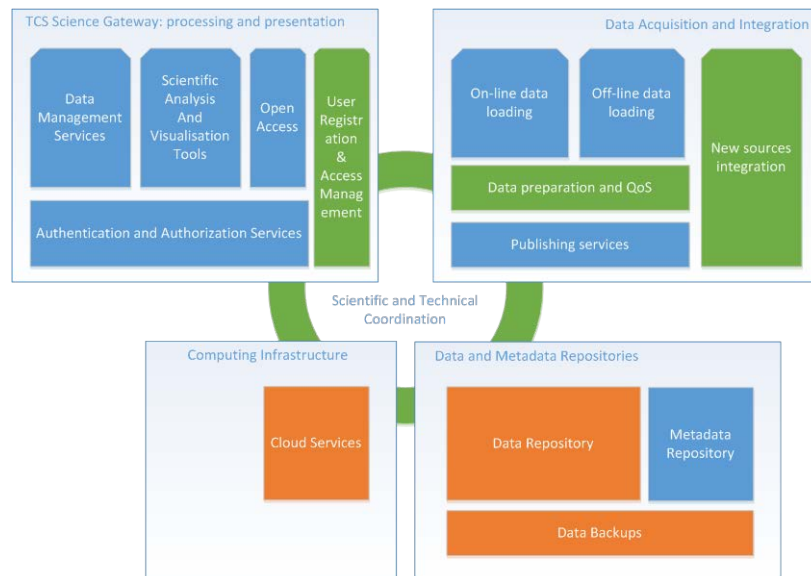 TCS Science Gateway: processing and presentation
Data
Management
Services
Scientific
Analysis
And
Visualisation
Tools
Open
Access
User
Registr
ation
&
Access
Manag
ement
Authentication and Authorization Services
Data Acquisition and Integration
On-line data
loading
Off-line data
loading
New sources
integration
Data preparation and QoS
Publishing services
Scientific and Technical
Coordination
Computing Infrastructure
Cloud Services
Data and Metadata Repositories
Data Repository
Metadata
Repository
Data Backups